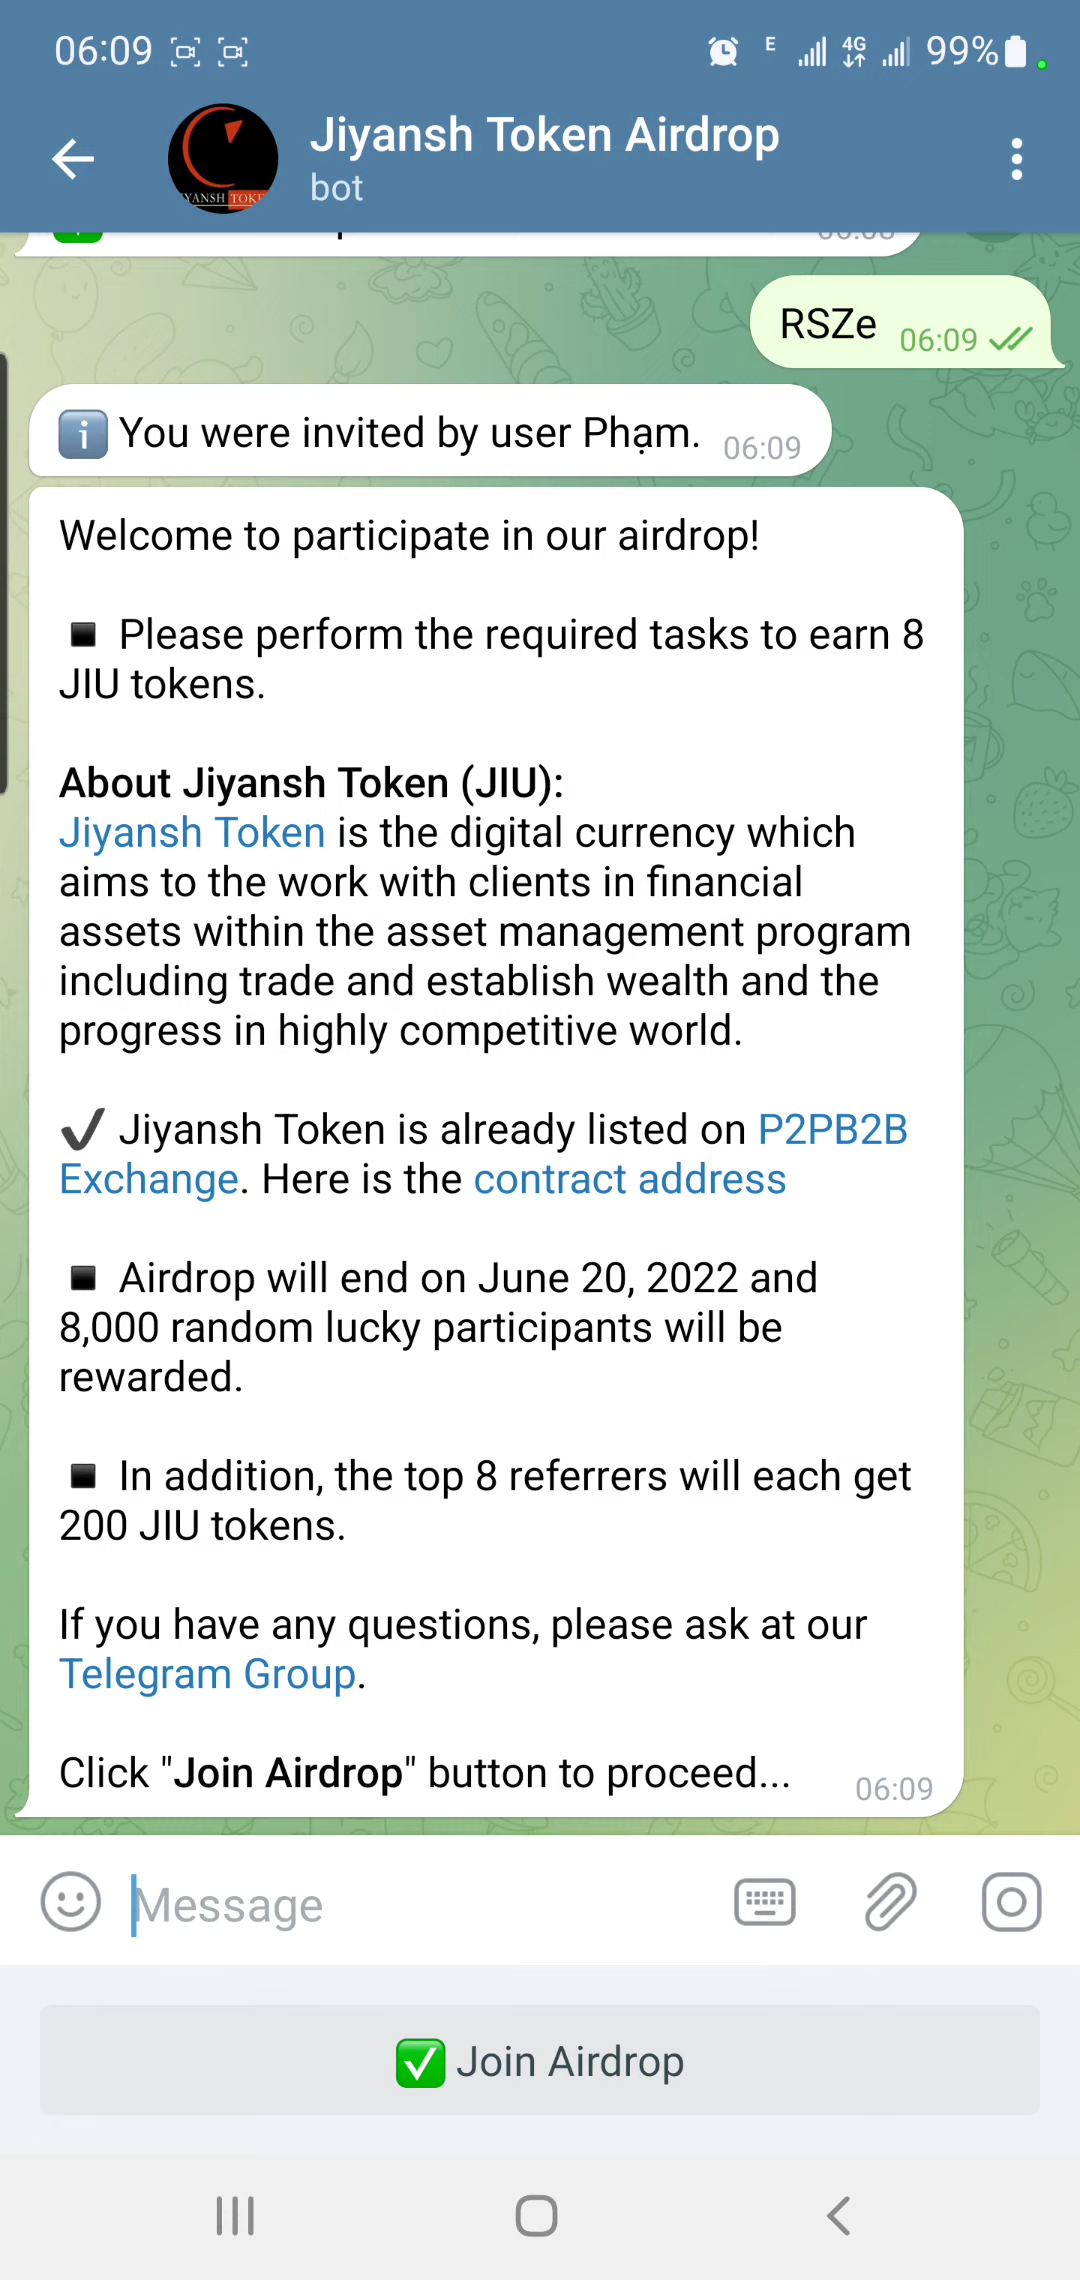 06:09 E 4G 99%
Jiyansh Token Airdrop
bot
YANSH TOKE
RSZe 06:09
You were invited by user Phạm. 06:09
Welcome to participate in our airdrop!
▪️ Please perform the required tasks to earn 8
JIU tokens.
About Jiyansh Token (JIU):
Jiyansh Token is the digital currency which
aims to the work with clients in financial
assets within the asset management program
including trade and establish wealth and the
progress in highly competitive world.
✔️ Jiyansh Token is already listed on P2PB2B
Exchange. Here is the contract address
▪️ Airdrop will end on June 20, 2022 and
8,000 random lucky participants will be
rewarded.
▪️ In addition, the top 8 referrers will each get
200 JIU tokens.
If you have any questions, please ask at our
Telegram Group.
Click "Join Airdrop" button to proceed... 06:09
Message
✅ Join Airdrop